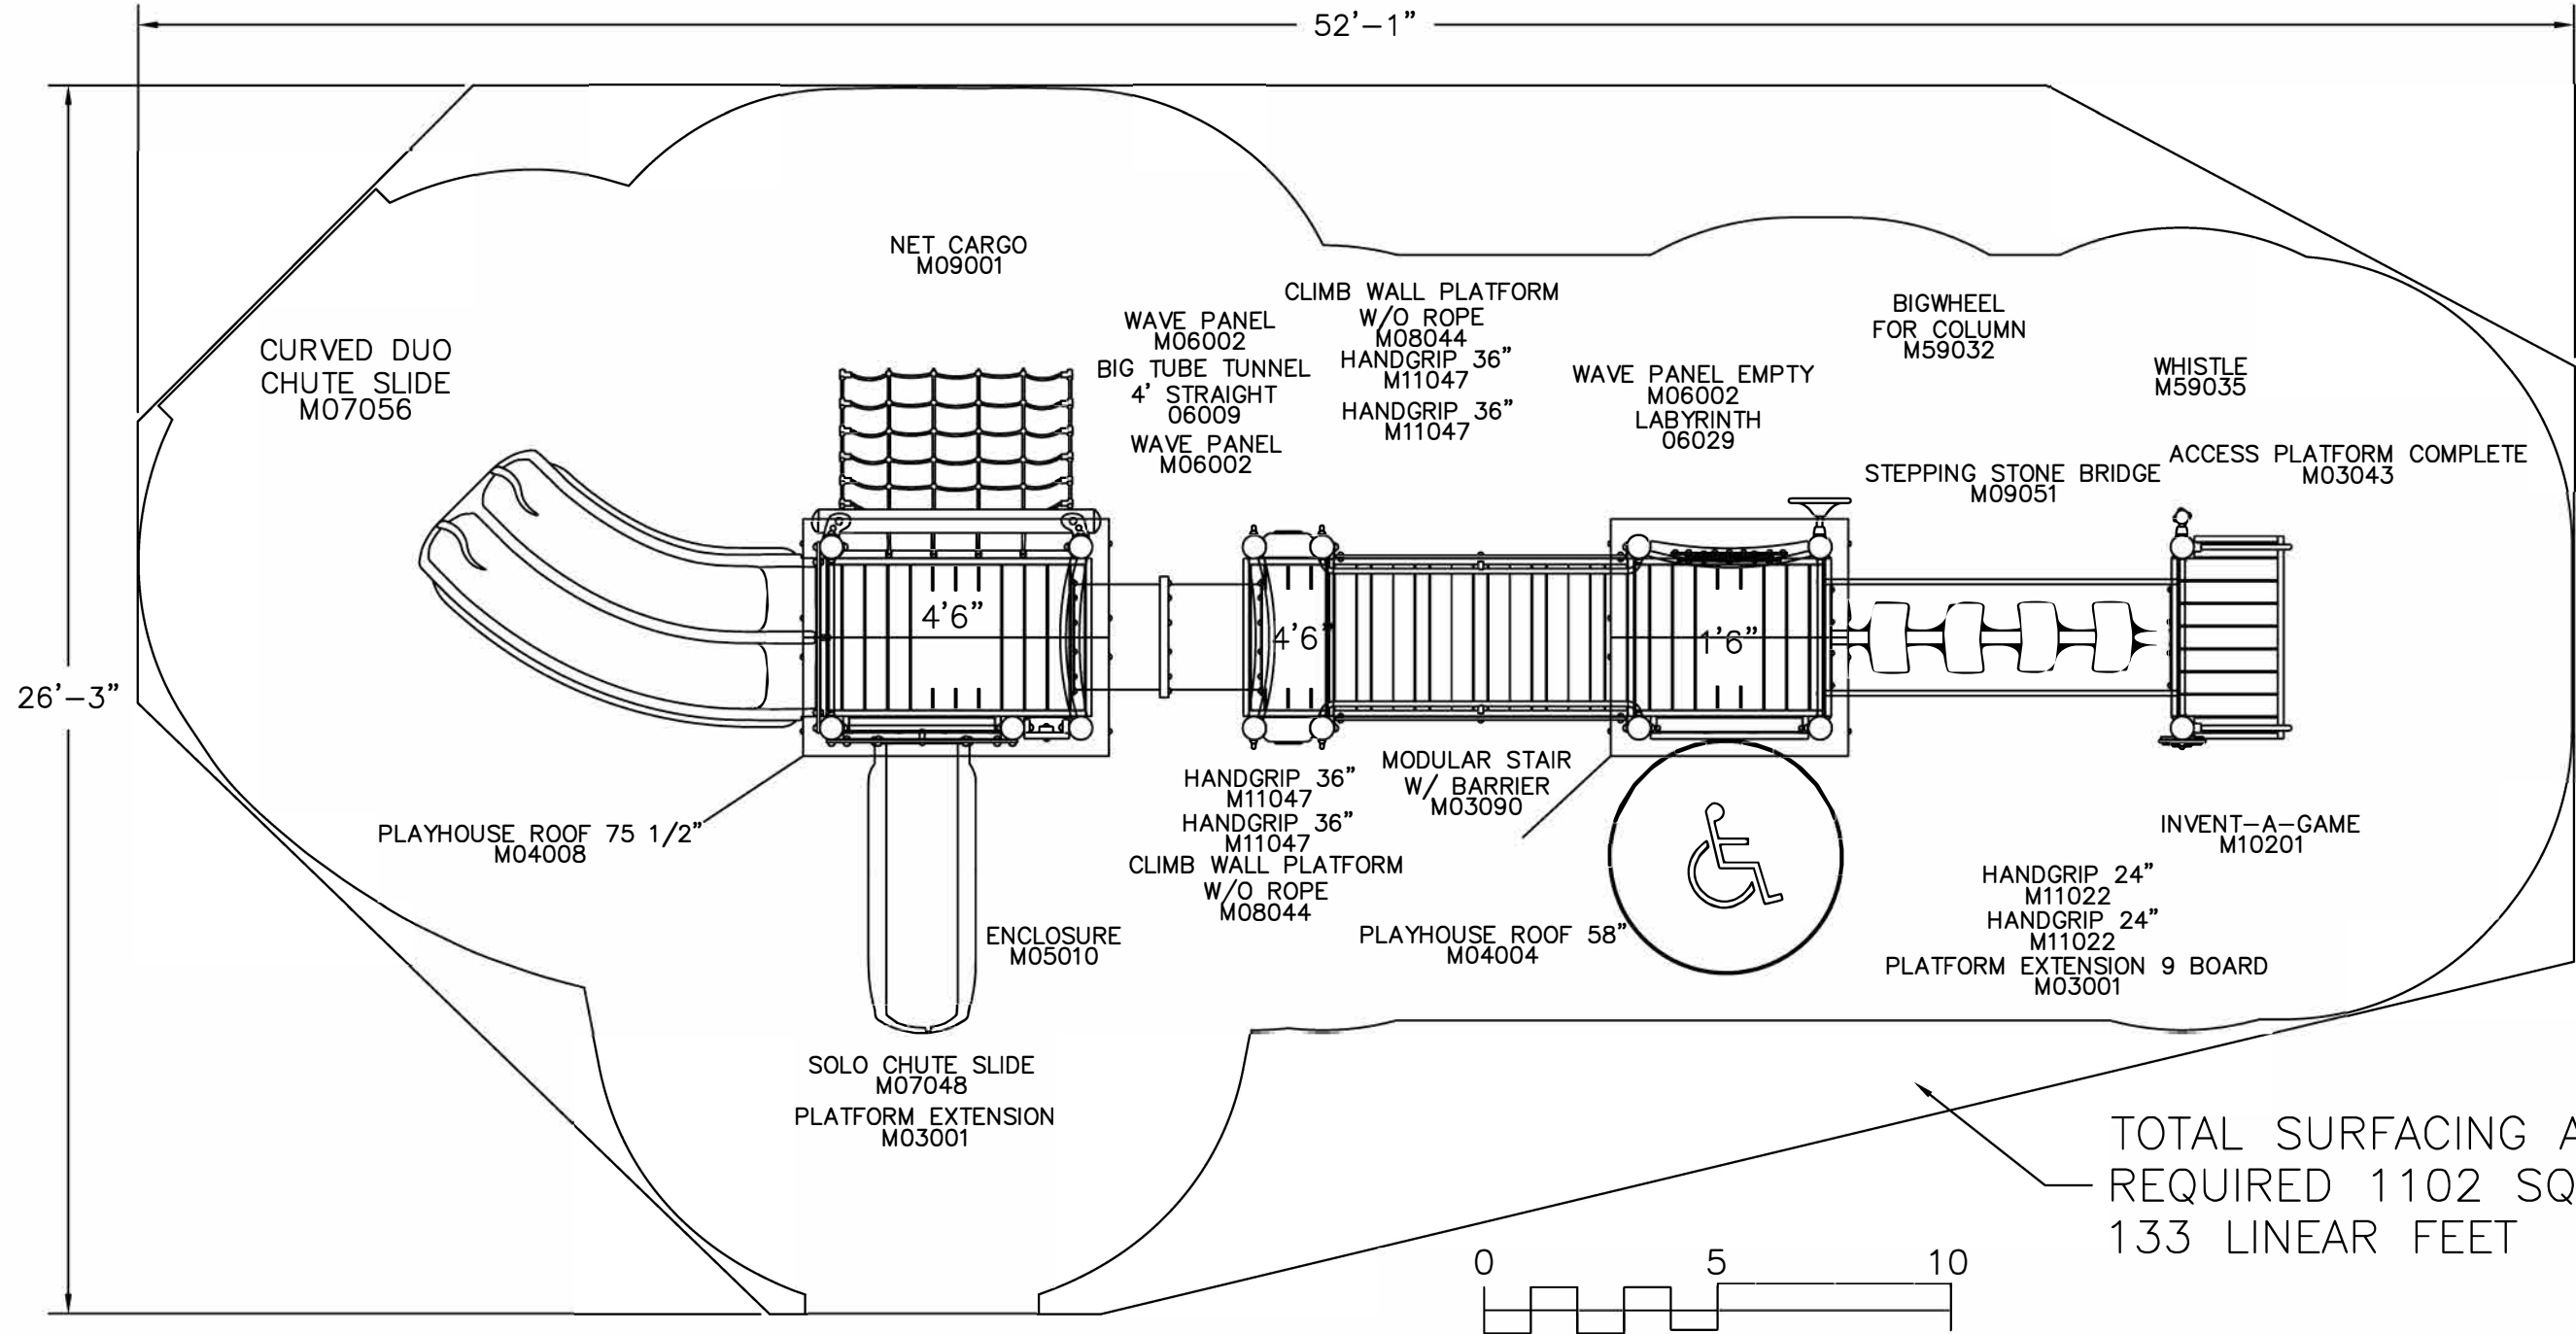 52'-1"
26'-3"
NET CARGO
M09001
CURVED DUO
CHUTE SLIDE
M07056
WAVE PANEL
M06002
BIG TUBE TUNNEL
4' STRAIGHT
06009
WAVE PANEL
M06002
CLIMB WALL PLATFORM
W/O ROPE
M08044
HANDGRIP 36"
M11047
HANDGRIP 36"
M11047
WAVE PANEL EMPTY
M06002
LABYRINTH
06029
BIGWHEEL
FOR COLUMN
M59032
WHISTLE
M59035
STEPPING STONE BRIDGE
M09051
ACCESS PLATFORM COMPLETE
M03043
4'6"
4'6"
1'6"
PLAYHOUSE ROOF 75 1/2"
M04008
HANDGRIP 36"
M11047
HANDGRIP 36"
M11047
CLIMB WALL PLATFORM
W/O ROPE
M08044
MODULAR STAIR
W/ BARRIER
M03090
ENCLOSURE
M05010
PLAYHOUSE ROOF 58"
M04004
INVENT-A-GAME
M10201
HANDGRIP 24"
M11022
HANDGRIP 24"
M11022
PLATFORM EXTENSION 9 BOARD
M03001
SOLO CHUTE SLIDE
M07048
PLATFORM EXTENSION
M03001
TOTAL SURFACING A
REQUIRED 1102 SQ
133 LINEAR FEET
0 5 10